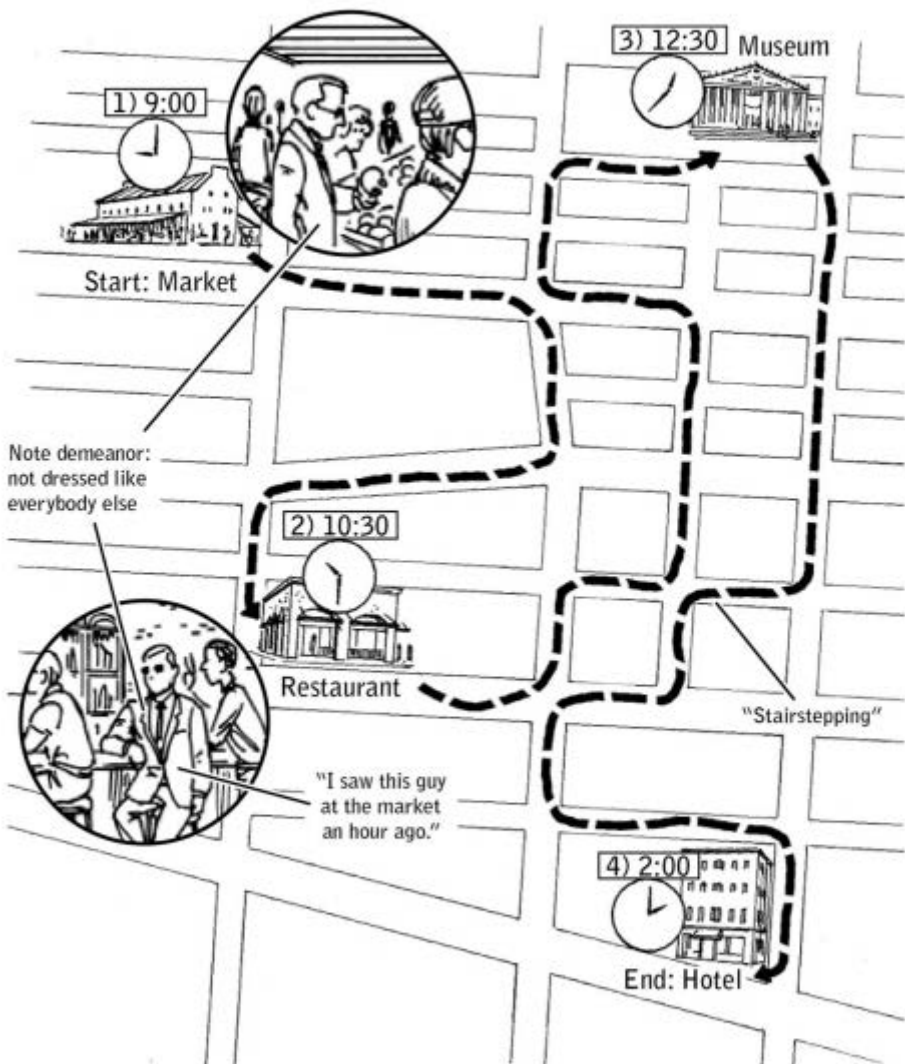 3) 12:30
Museum
1) 9:00
Start: Market
Note demeanor:
not dressed like
everybody else
2) 10:30
Restaurant
"Stairstepping"
"I saw this guy
at the market
an hour ago."
4) 2:00
End: Hotel